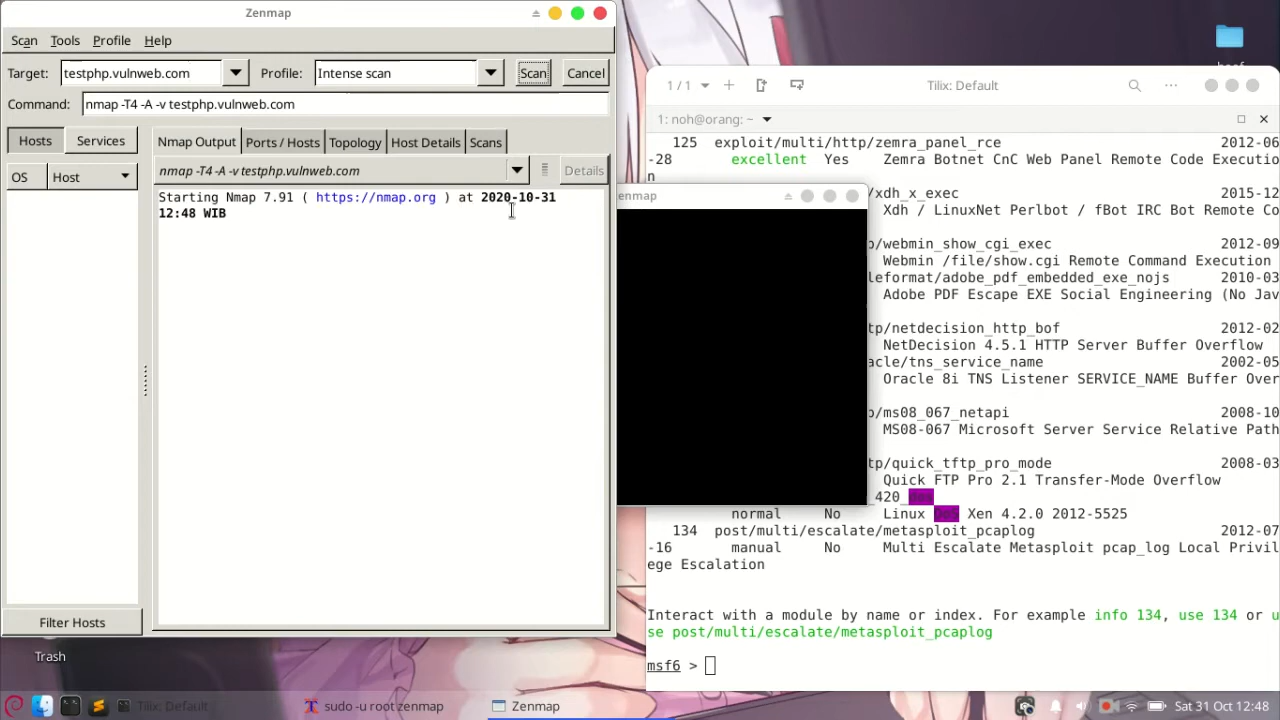 Zenmap
Scan Tools Profile Help
Target: testphp.vulnweb.com Profile: Intense scan Scan Cancel
Command: nmap -T4 -A -v testphp.vulnweb.com
Hosts Services
Nmap Output Ports / Hosts Topology Host Details Scans
OS Host
nmap -T4 -A -v testphp.vulnweb.com Details
Starting Nmap 7.91 ( https://nmap.org ) at 2020-10-31
12:48 WIB
Filter Hosts
enmap
1 / 1
Tilix: Default
1: noh@orang: ~
125 exploit/multi/http/zemra_panel_rce 2012-06
-28 excellent Yes Zemra Botnet CnC Web Panel Remote Code Executio
n
/xdh_x_exec 2015-12
Xdh / LinuxNet Perlbot / fBot IRC Bot Remote Co
p/webmin_show_cgi_exec 2012-09
Webmin /file/show.cgi Remote Command Execution
leformat/adobe_pdf_embedded_exe_nojs 2010-03
Adobe PDF Escape EXE Social Engineering (No Jav
tp/netdecision_http_bof 2012-02
NetDecision 4.5.1 HTTP Server Buffer Overflow
acle/tns_service_name 2002-05
Oracle 8i TNS Listener SERVICE_NAME Buffer Over
b/ms08_067_netapi 2008-10
MS08-067 Microsoft Server Service Relative Path
tp/quick_tftp_pro_mode 2008-03
Quick FTP Pro 2.1 Transfer-Mode Overflow
_420_dos
normal No Linux DoS Xen 4.2.0 2012-5525
134 post/multi/escalate/metasploit_pcaplog 2012-07
-16 manual No Multi Escalate Metasploit pcap_log Local Privil
ege Escalation
Interact with a module by name or index. For example info 134, use 134 or u
se post/multi/escalate/metasploit_pcaplog
msf6 >
Trash
Tilix: Default
sudo -u root zenmap
Zenmap
Sat 31 Oct 12:48